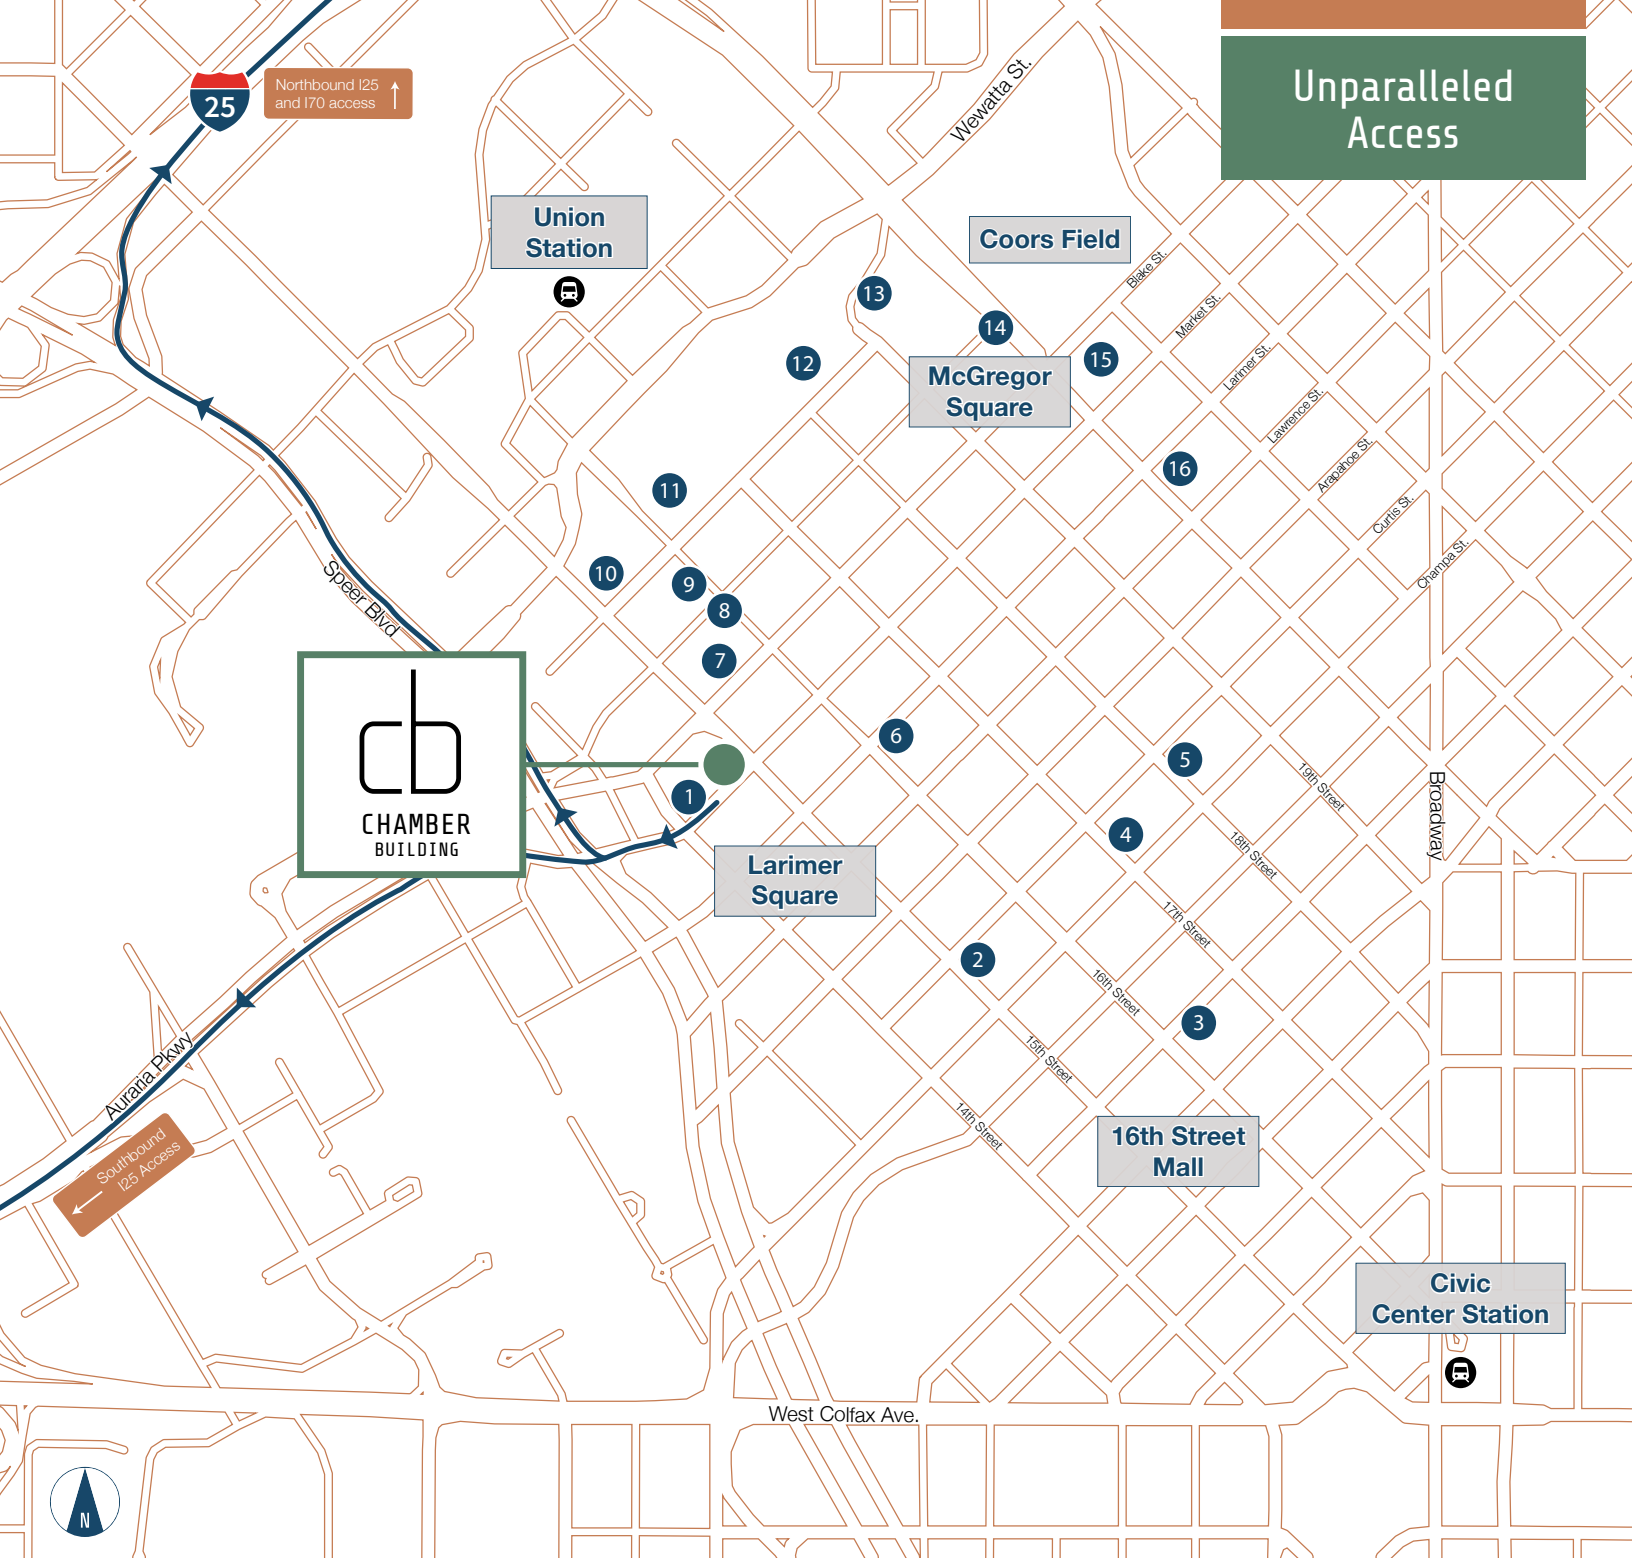 Unparalleled
Access
25
Northbound I25
and I70 access
Wewatta St.
Union
Station
Coors Field
Blake St.
13
Market St.
14
12
15
McGregor
Square
Larimer St.
Lawrence St.
Arapahoe St.
16
11
Curtis St.
Champa St.
10
9
8
Speer Blvd
7
6
5
1
19th Street
Broadway
CHAMBER
BUILDING
4
18th Street
Larimer
Square
17th Street
2
16th Street
3
15th Street
Auraria Pkwy
14th Street
Southbound
I25 Access
16th Street
Mall
Civic
Center Station
West Colfax Ave.
N